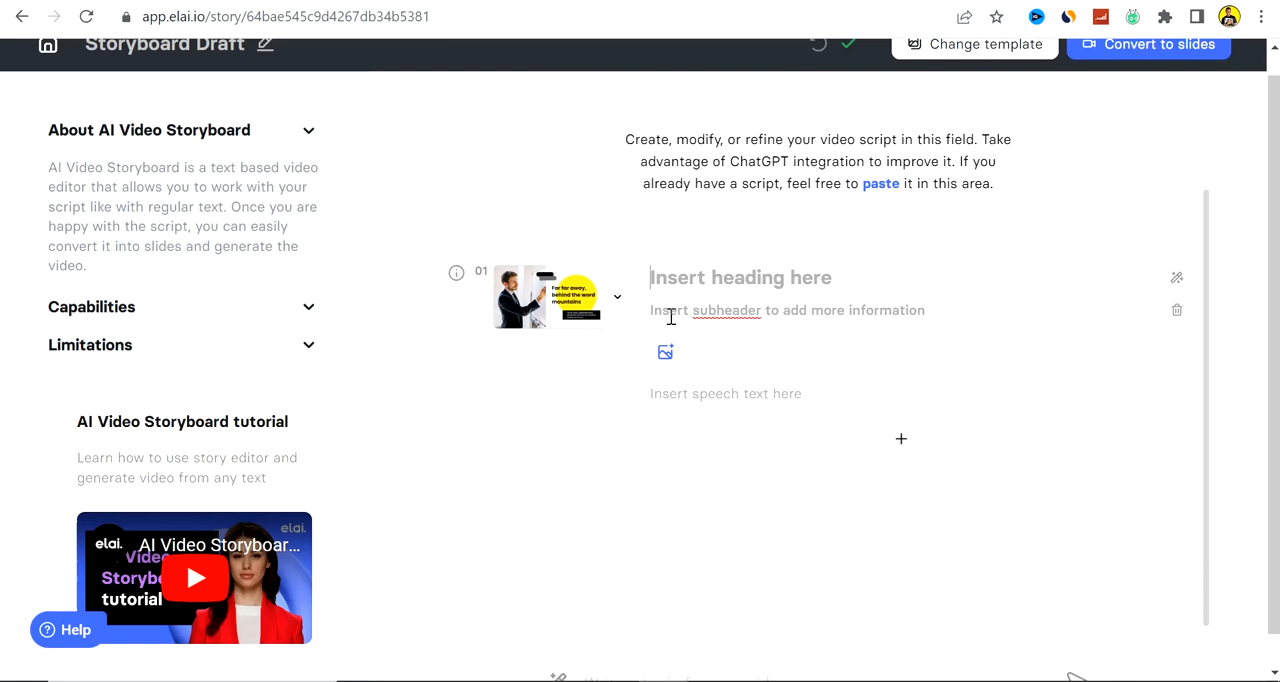 app.elai.io/story/64bae545c9d4267db34b5381
Storyboard Draft
Change template
Convert to slides
About AI Video Storyboard
AI Video Storyboard is a text based video
editor that allows you to work with your
script like with regular text. Once you are
happy with the script, you can easily
convert it into slides and generate the
video.
Capabilities
Limitations
AI Video Storyboard tutorial
Learn how to use story editor and
generate video from any text
elai.
elai.
AI Video Storyboar...
Video
Storyb
tutorial
Help
Create, modify, or refine your video script in this field. Take
advantage of ChatGPT integration to improve it. If you
already have a script, feel free to paste it in this area.
01
Far far away,
behind the word
mountains
Insert heading here
Insert subheader to add more information
Insert speech text here